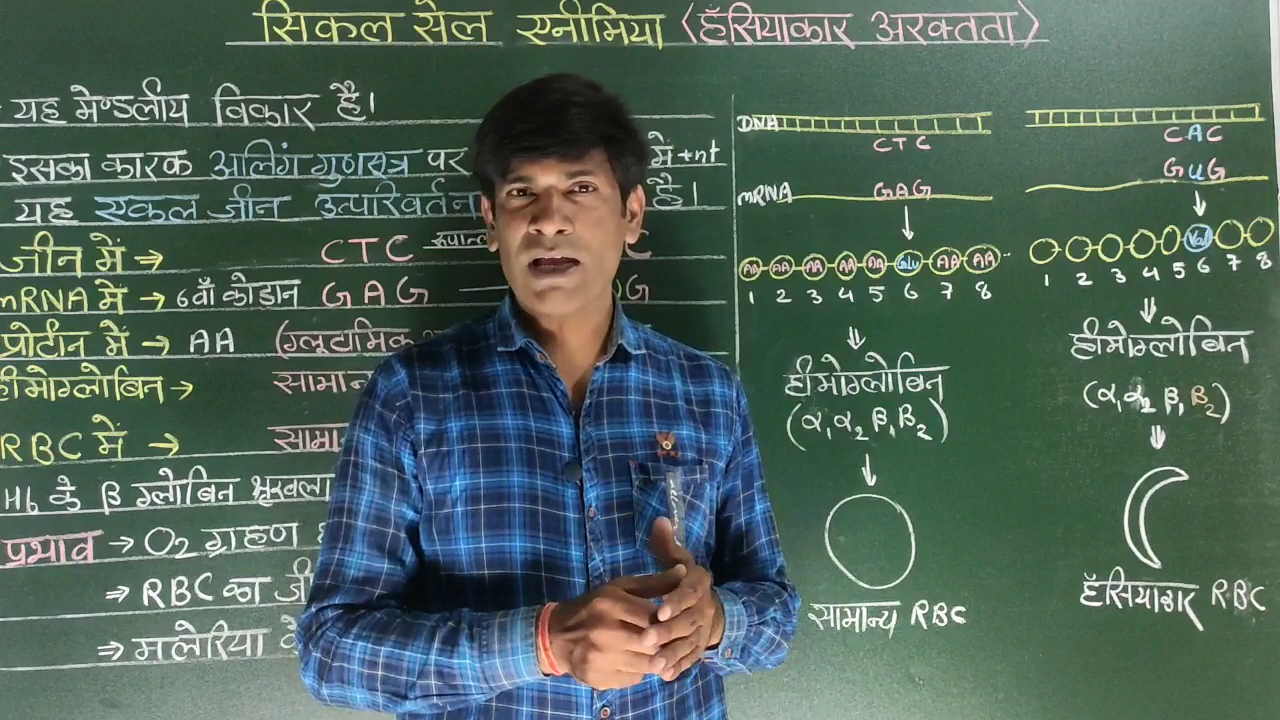 सिकल सेल एनीमिया (हँसियाकार अरक्तता)
यह मेण्डलीय विकार है।
इसका कारक अलिंग गुणसूत्र पर में +nt
यह एकल जीन उत्परिवर्तन है।
जीन में ⇒ CTC C
mRNA में → 6वाँ कोडान GAG UG
प्रोटीन में → AA (ग्लूटामिक
हीमोग्लोबिन →
RBC में →
Hb के β ग्लोबिन श्रृंखला
प्रभाव → O2 ग्रहण
⇒ RBC का
⇒ मलेरिया
DNA
CTC
mRNA GAG
AA AA AA AA AA Glu AA AA
1 2 3 4 5 6 7 8
हीमोग्लोबिन
(α1 α2 β1 β2)
सामान्य RBC
CAC
GUG
Val
1 2 3 4 5 6 7 8
हीमोग्लोबिन
(α1 α2 β1 β2)
हँसियाकार RBC